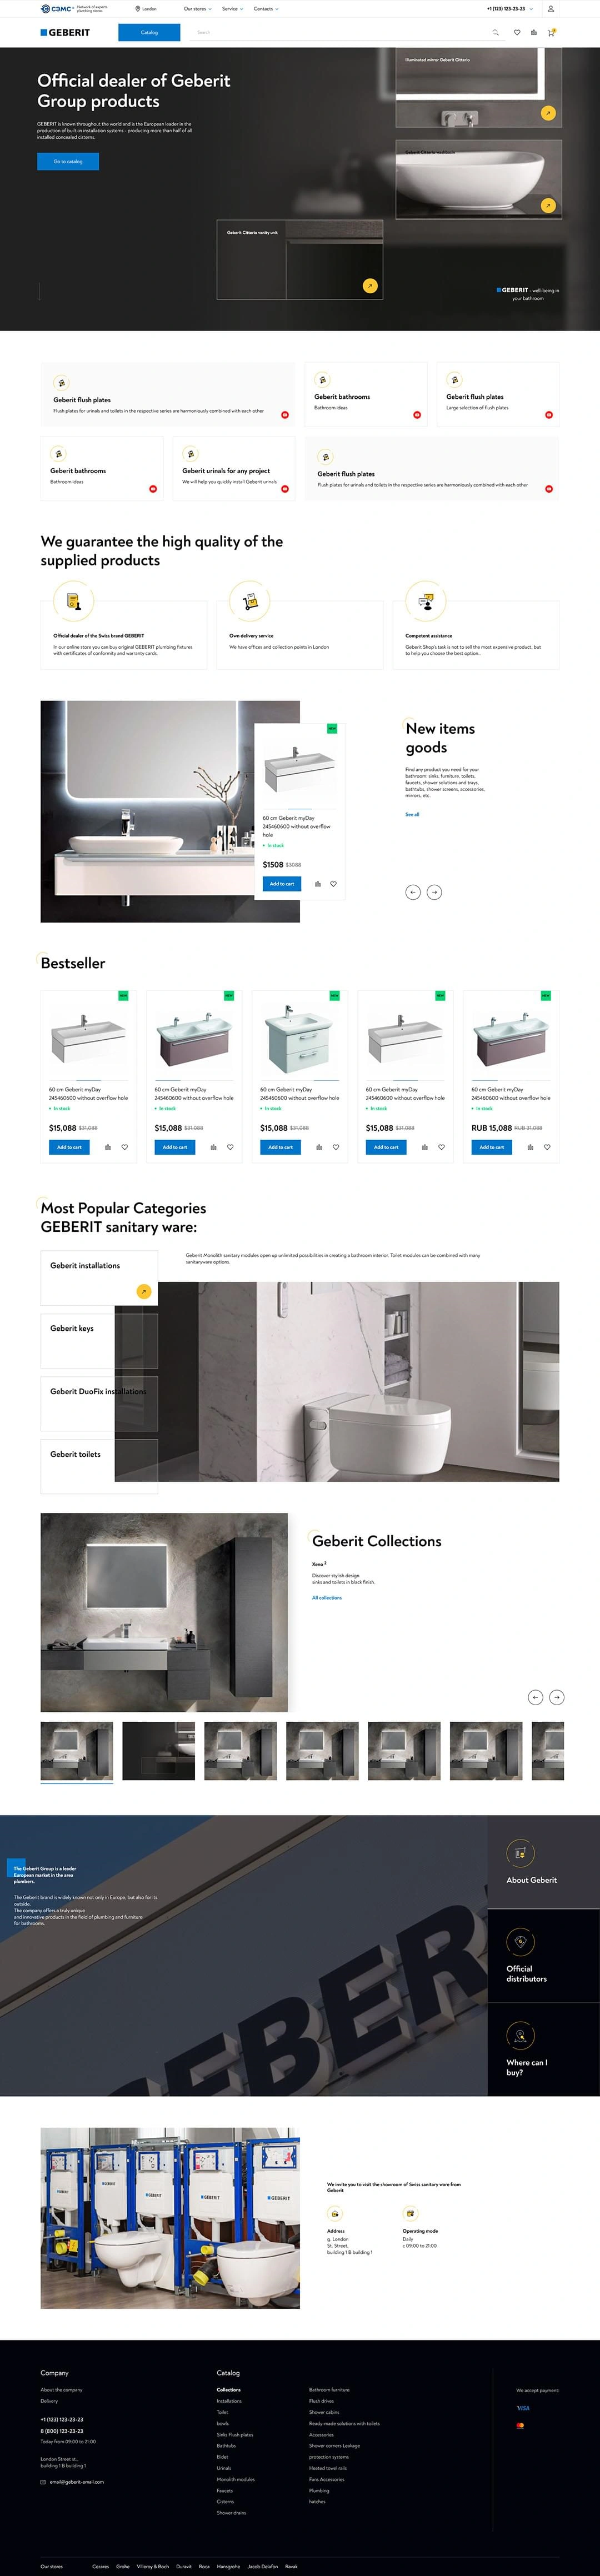 СЗМС
Network of experts
plumbing stores
London
Our stores
Service
Contacts
+1 (123) 123-23-23
GEBERIT
Catalog
Search
Official dealer of Geberit
Group products
GEBERIT is known throughout the world and is the European leader in the
production of built-in installation systems - producing more than half of all
installed concealed cisterns.
Go to catalog
Illuminated mirror Geberit Citterio
Geberit Citterio washbasin
Geberit Citterio vanity unit
GEBERIT - well-being in
your bathroom
Geberit flush plates
Flush plates for urinals and toilets in the respective series are harmoniously combined with each other
Geberit bathrooms
Bathroom ideas
Geberit flush plates
Large selection of flush plates
Geberit bathrooms
Bathroom ideas
Geberit urinals for any project
We will help you quickly install Geberit urinals
Geberit flush plates
Flush plates for urinals and toilets in the respective series are harmoniously combined with each other
We guarantee the high quality of the
supplied products
Official dealer of the Swiss brand GEBERIT
In our online store you can buy original GEBERIT plumbing fixtures
with certificates of conformity and warranty cards.
Own delivery service
We have offices and collection points in London
Competent assistance
Geberit Shop's task is not to sell the most expensive product, but
to help you choose the best option.
NEW
60 cm Geberit myDay
245460600 without overflow
hole
In stock
$1508 $3088
Add to cart
New items
goods
Find any product you need for your
bathroom: sinks, furniture, toilets,
faucets, shower solutions and trays,
bathtubs, shower screens, accessories,
mirrors, etc.
See all
Bestseller
NEW
60 cm Geberit myDay
245460600 without overflow hole
In stock
$15,088 $31,088
Add to cart
NEW
60 cm Geberit myDay
245460600 without overflow hole
In stock
$15,088 $31,088
Add to cart
NEW
60 cm Geberit myDay
245460600 without overflow hole
In stock
$15,088 $31,088
Add to cart
NEW
60 cm Geberit myDay
245460600 without overflow hole
In stock
$15,088 $31,088
Add to cart
NEW
60 cm Geberit myDay
245460600 without overflow hole
In stock
RUB 15,088 RUB 31,088
Add to cart
Most Popular Categories
GEBERIT sanitary ware:
Geberit installations
Geberit keys
Geberit DuoFix installations
Geberit toilets
Geberit Monolith sanitary modules open up unlimited possibilities in creating a bathroom interior. Toilet modules can be combined with many
sanitaryware options.
Geberit Collections
Xeno 2
Discover stylish design
sinks and toilets in black finish.
All collections
The Geberit Group is a leader
European market in the area
plumbers.
The Geberit brand is widely known not only in Europe, but also for its
outside.
The company offers a truly unique
and innovative products in the field of plumbing and furniture
for bathrooms.
GEBER
About Geberit
Official
distributors
Where can I
buy?
GEBERIT
GEBERIT
GEBERIT
GEBERIT
We invite you to visit the showroom of Swiss sanitary ware from
Geberit
Address
g. London
St. Street,
building 1 B building 1
Operating mode
Daily
c 09.00 to 21:00
Company
About the company
Delivery
+1 (123) 123-23-23
8 (800) 123-23-23
Today from 09.00 to 21:00
London Street st.,
building 1 B building 1
email@geberit-email.com
Catalog
Collections
Installations
Toilet
bowls
Sinks Flush plates
Bathtubs
Bidet
Urinals
Monolith modules
Faucets
Cisterns
Shower drains
Bathroom furniture
Flush drives
Shower cabins
Ready-made solutions with toilets
Accessories
Shower corners Leakage
protection systems
Heated towel rails
Fans Accessories
Plumbing
hatches
We accept payment:
VISA
Our stores
Cezares
Grohe
Villeroy & Boch
Duravit
Roca
Hansgrohe
Jacob Delafon
Ravak